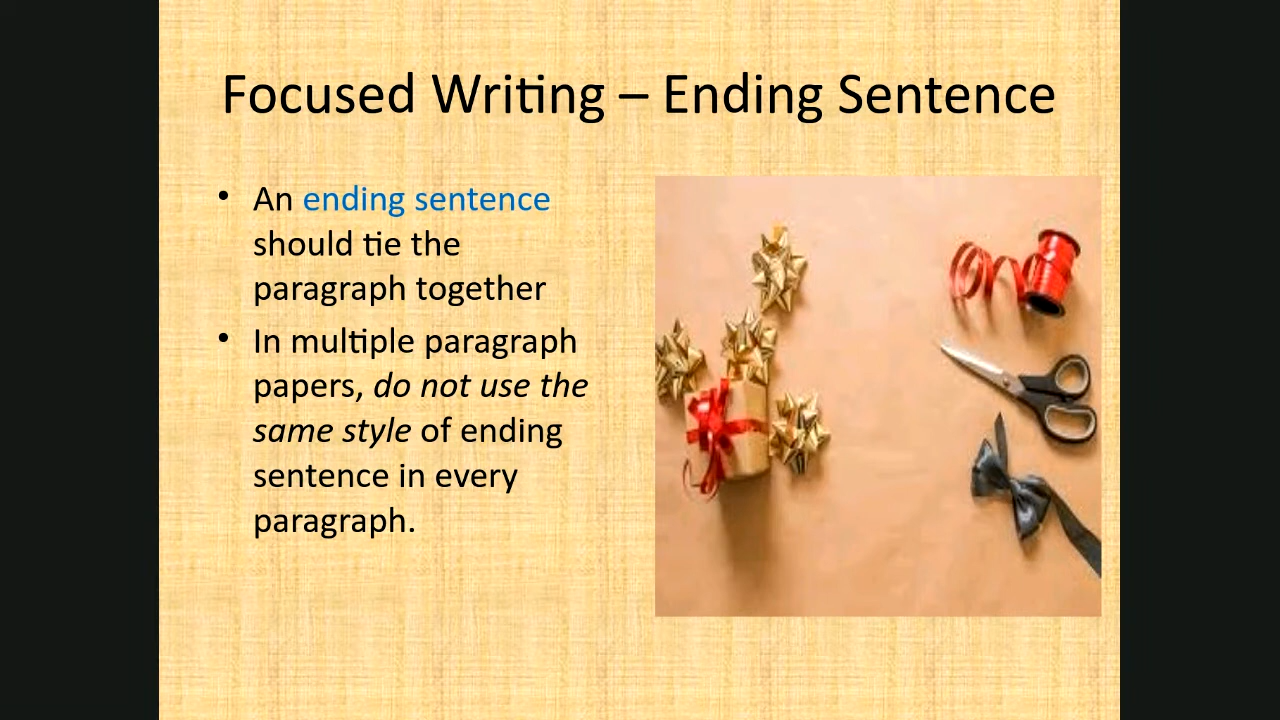 Focused Writing – Ending Sentence
• An ending sentence
should tie the
paragraph together
• In multiple paragraph
papers, do not use the
same style of ending
sentence in every
paragraph.